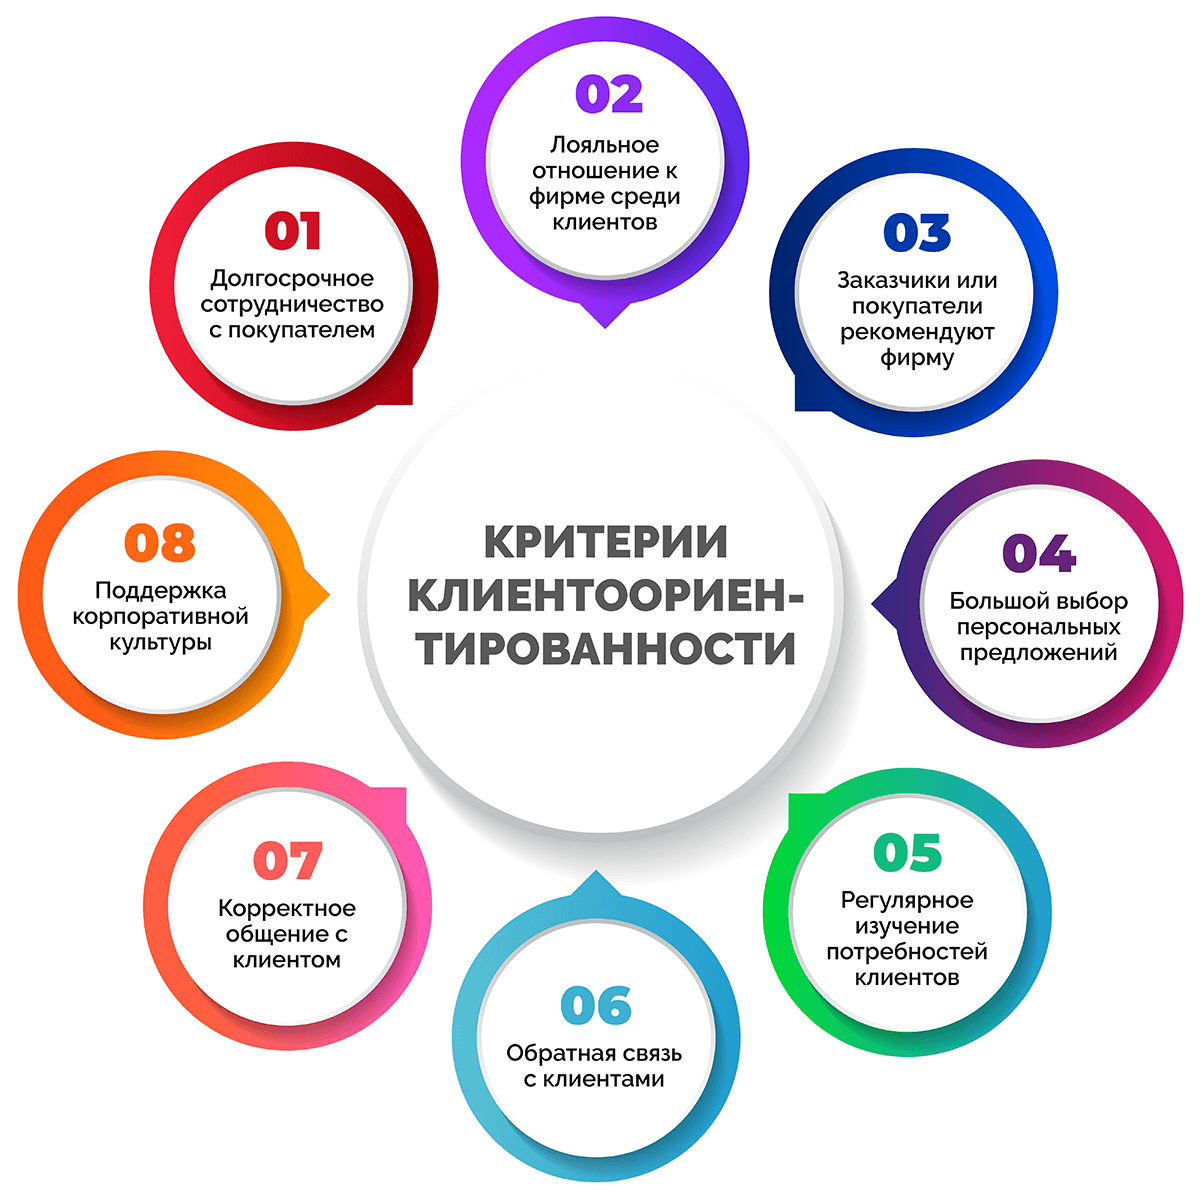 КРИТЕРИИ
КЛИЕНТООРИЕН-
ТИРОВАННОСТИ
01
Долгосрочное
сотрудничество
с покупателем
02
Лояльное
отношение к
фирме среди
клиентов
03
Заказчики или
покупатели
рекомендуют
фирму
04
Большой выбор
персональных
предложений
05
Регулярное
изучение
потребностей
клиентов
06
Обратная связь
с клиентами
07
Корректное
общение с
клиентом
08
Поддержка
корпоративной
культуры